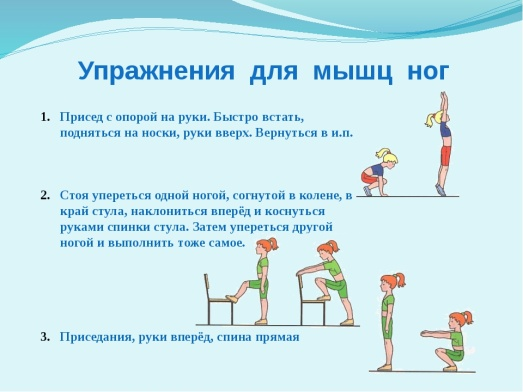 Упражнения для мышц ног
1. Присед с опорой на руки. Быстро встать,
подняться на носки, руки вверх. Вернуться в и.п.
2. Стоя упереться одной ногой, согнутой в колене, в
край стула, наклониться вперёд и коснуться
руками спинки стула. Затем упереться другой
ногой и выполнить тоже самое.
3. Приседания, руки вперёд, спина прямая